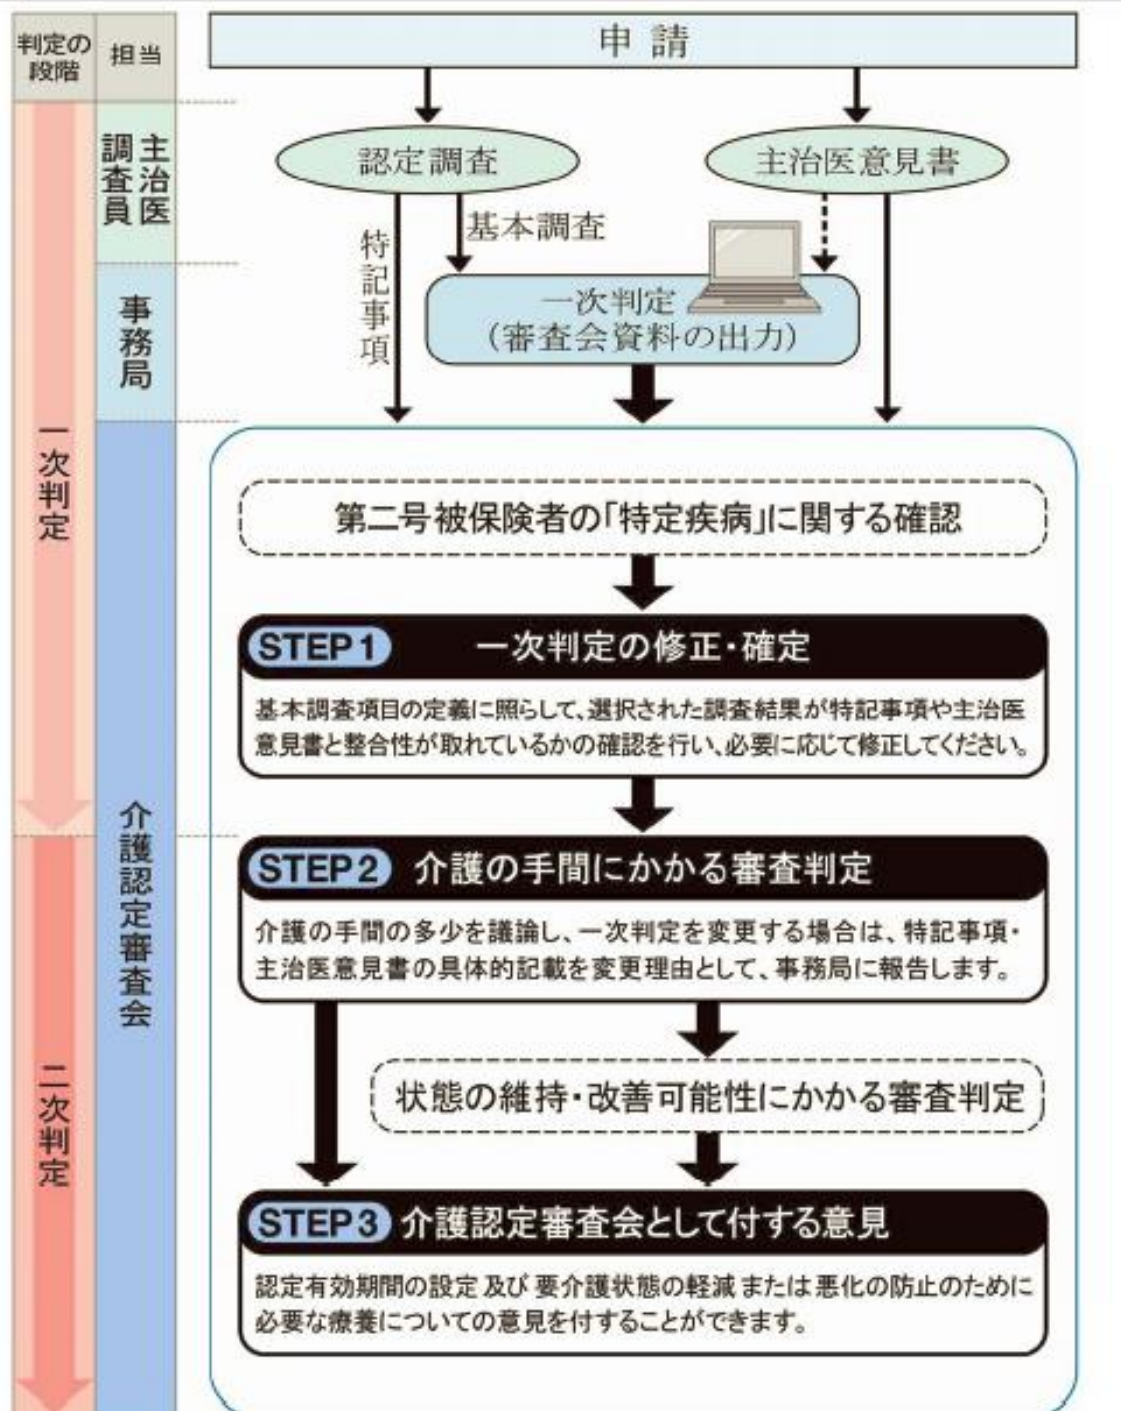 判定の
段階
担当
申請
調査員
主治医
認定調査
主治医意見書
特記事項
基本調査
事務局
一次判定
(審査会資料の出力)
一次判定
第二号被保険者の「特定疾病」に関する確認
STEP1 一次判定の修正・確定
基本調査項目の定義に照らして、選択された調査結果が特記事項や主治医
意見書と整合性が取れているかの確認を行い、必要に応じて修正してください。
介護認定審査会
STEP2 介護の手間にかかる審査判定
介護の手間の多少を議論し、一次判定を変更する場合は、特記事項・
主治医意見書の具体的記載を変更理由として、事務局に報告します。
二次判定
状態の維持・改善可能性にかかる審査判定
STEP3 介護認定審査会として付する意見
認定有効期間の設定及び要介護状態の軽減または悪化の防止のために
必要な療養についての意見を付することができます。